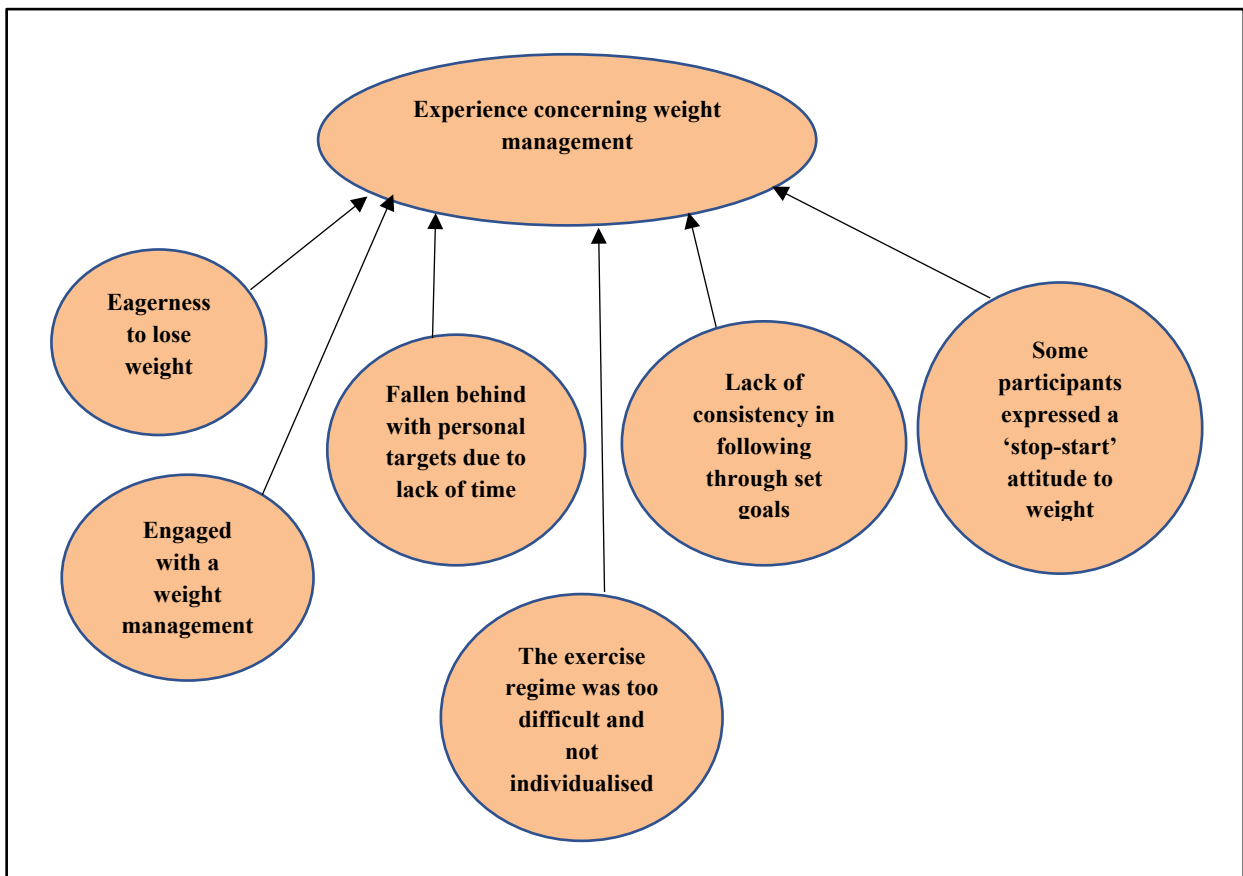 Experience concerning weight
management
Eagerness
to lose
weight
Engaged
with a
weight
management
Fallen behind
with personal
targets due to
lack of time
The exercise
regime was too
difficult and
not
individualised
Lack of
consistency in
following
through set
goals
Some
participants
expressed a
‘stop-start’
attitude to
weight